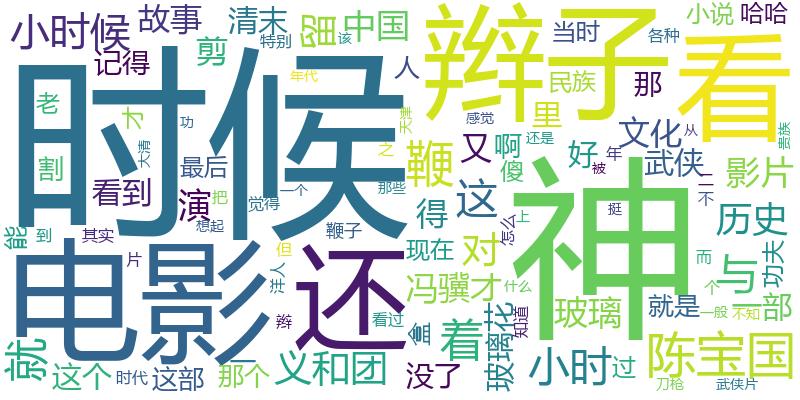 小时候
故事
清末
留
中国
辫子
当时
小说
哈哈
特别
该
各种
看
剪
记得
年代
人
民族
那
时候
老
才
功
天津
感觉
里
割
大清
之
鞭
又
啊
还是
从
文化
贵族
最后
傻
好
被
年
武侠
影片
看到
演
把
那些
这
神
二
不
觉得
一个
得
怎么
上
挺
历史
能
到
其实
想起
鞭子
现在
对
而
与
功夫
电影
还
片
但
洋人
冯骥才
什么
个
一部
辫
看过
拿
着
玻璃花
知道
玻璃
就是
一般
不知
就
这个
时代
这部
那个
义和团
没了
小时
过
陈宝国
刀枪
武侠片